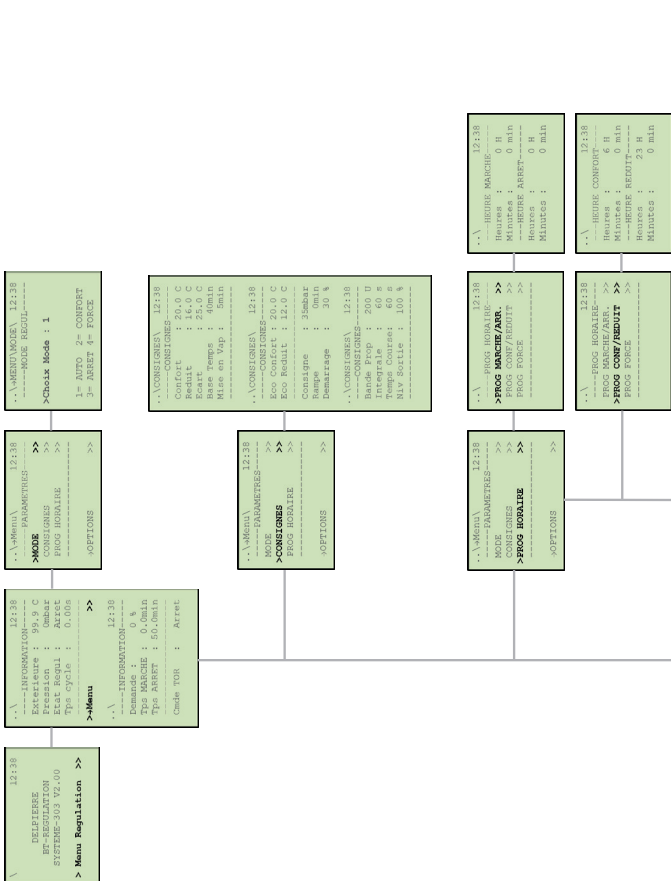 \ 12:38
DELPIERRE
BT-REGULATION
SYSTEME-303 V2.00
> Menu Regulation >>
..\ 12:38
-----INFORMATION-----
Exterieure : 99.9 C
Pression : 0mbar
Etat Regul : Arret
Tps cycle : 0.00s
>→Menu >>
..\ 12:38
-----INFORMATION-----
Demande : 0 %
Tps MARCHE : 0.0min
Tps ARRET : 50.0min
Cmde TOR : Arret
..\→Menu\ 12:38
-----PARAMETRES-----
>MODE >>
CONSIGNES >>
PROG HORAIRE >>
→OPTIONS >>
..\→MENU\MODE\ 12:38
-----MODE REGUL-----
>Choix Mode : 1
1= AUTO 2= CONFORT
3= ARRET 4= FORCE
..\→Menu\ 12:38
-----PARAMETRES-----
MODE >>
>CONSIGNES >>
PROG HORAIRE >>
→OPTIONS >>
..\CONSIGNES\ 12:38
-----CONSIGNES-----
Confort : 20.0 C
Reduit : 16.0 C
Ecart : 25.0 C
Base Temps : 40min
Mise en Vap : 5min
..\CONSIGNES\ 12:38
-----CONSIGNES-----
Eco Confort : 20.0 C
Eco Reduit : 12.0 C
Consigne : 35mbar
Rampe : 0min
Demarrage : 30 %
..\CONSIGNES\ 12:38
-----CONSIGNES-----
Bande Prop : 200 U
Integrale : 60 s
Temps Course: 60 s
Niv Sortie : 100 %
..\→Menu\ 12:38
-----PARAMETRES-----
MODE >>
CONSIGNES >>
>PROG HORAIRE >>
→OPTIONS >>
..\ 12:38
-----PROG HORAIRE-----
>PROG MARCHE/ARR. >>
PROG CONF/REDUIT >>
PROG FORCE >>
..\ 12:38
----HEURE MARCHE-----
Heures : 0 H
Minutes : 0 min
----HEURE ARRET------
Heures : 0 H
Minutes : 0 min
..\ 12:38
-----PROG HORAIRE-----
PROG MARCHE/ARR. >>
>PROG CONF/REDUIT >>
PROG FORCE >>
..\ 12:38
----HEURE CONFORT----
Heures : 6 H
Minutes : 0 min
----HEURE REDUIT-----
Heures : 23 H
Minutes : 0 min